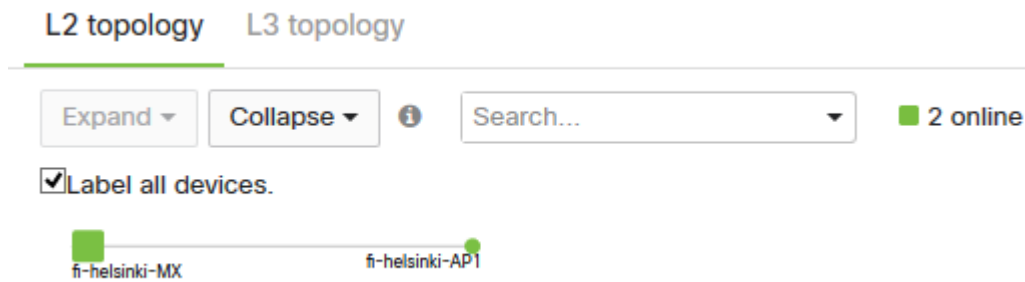 L2 topology L3 topology
Expand Collapse Search... 2 online
Label all devices.
fi-helsinki-MX fi-helsinki-AP1